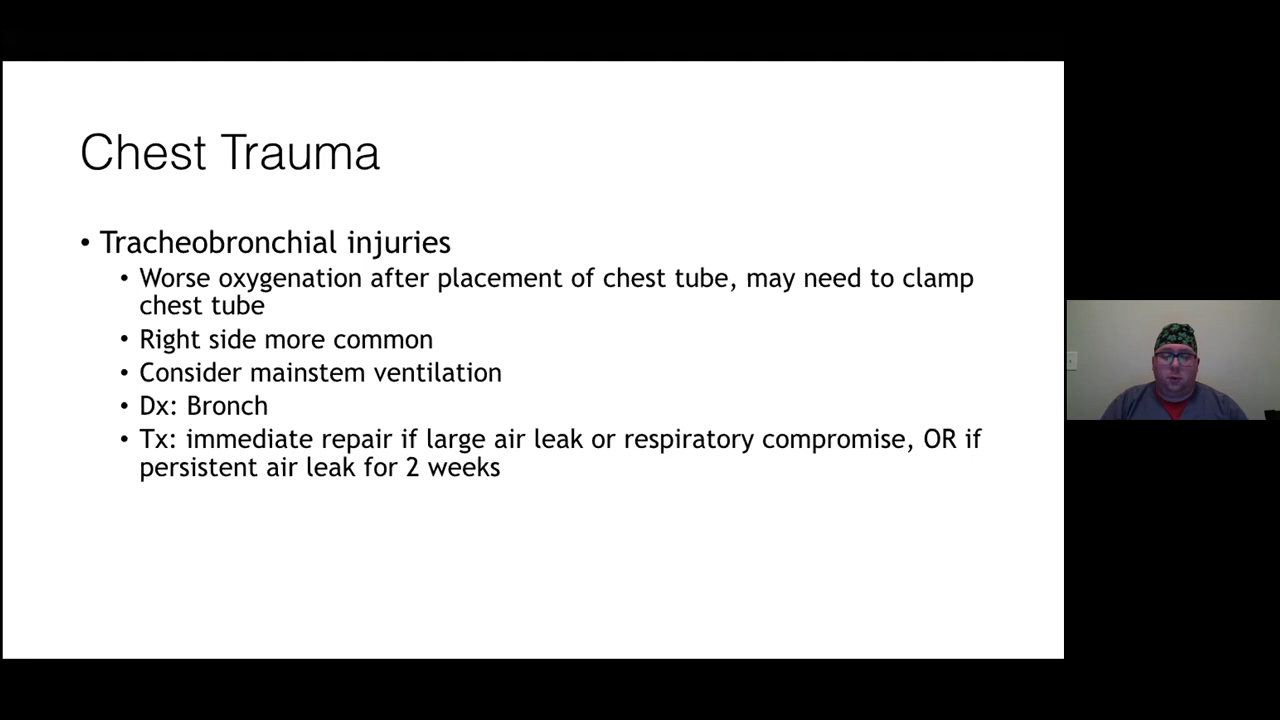 Chest Trauma
• Tracheobronchial injuries
• Worse oxygenation after placement of chest tube, may need to clamp
chest tube
• Right side more common
• Consider mainstem ventilation
• Dx: Bronch
• Tx: immediate repair if large air leak or respiratory compromise, OR if
persistent air leak for 2 weeks